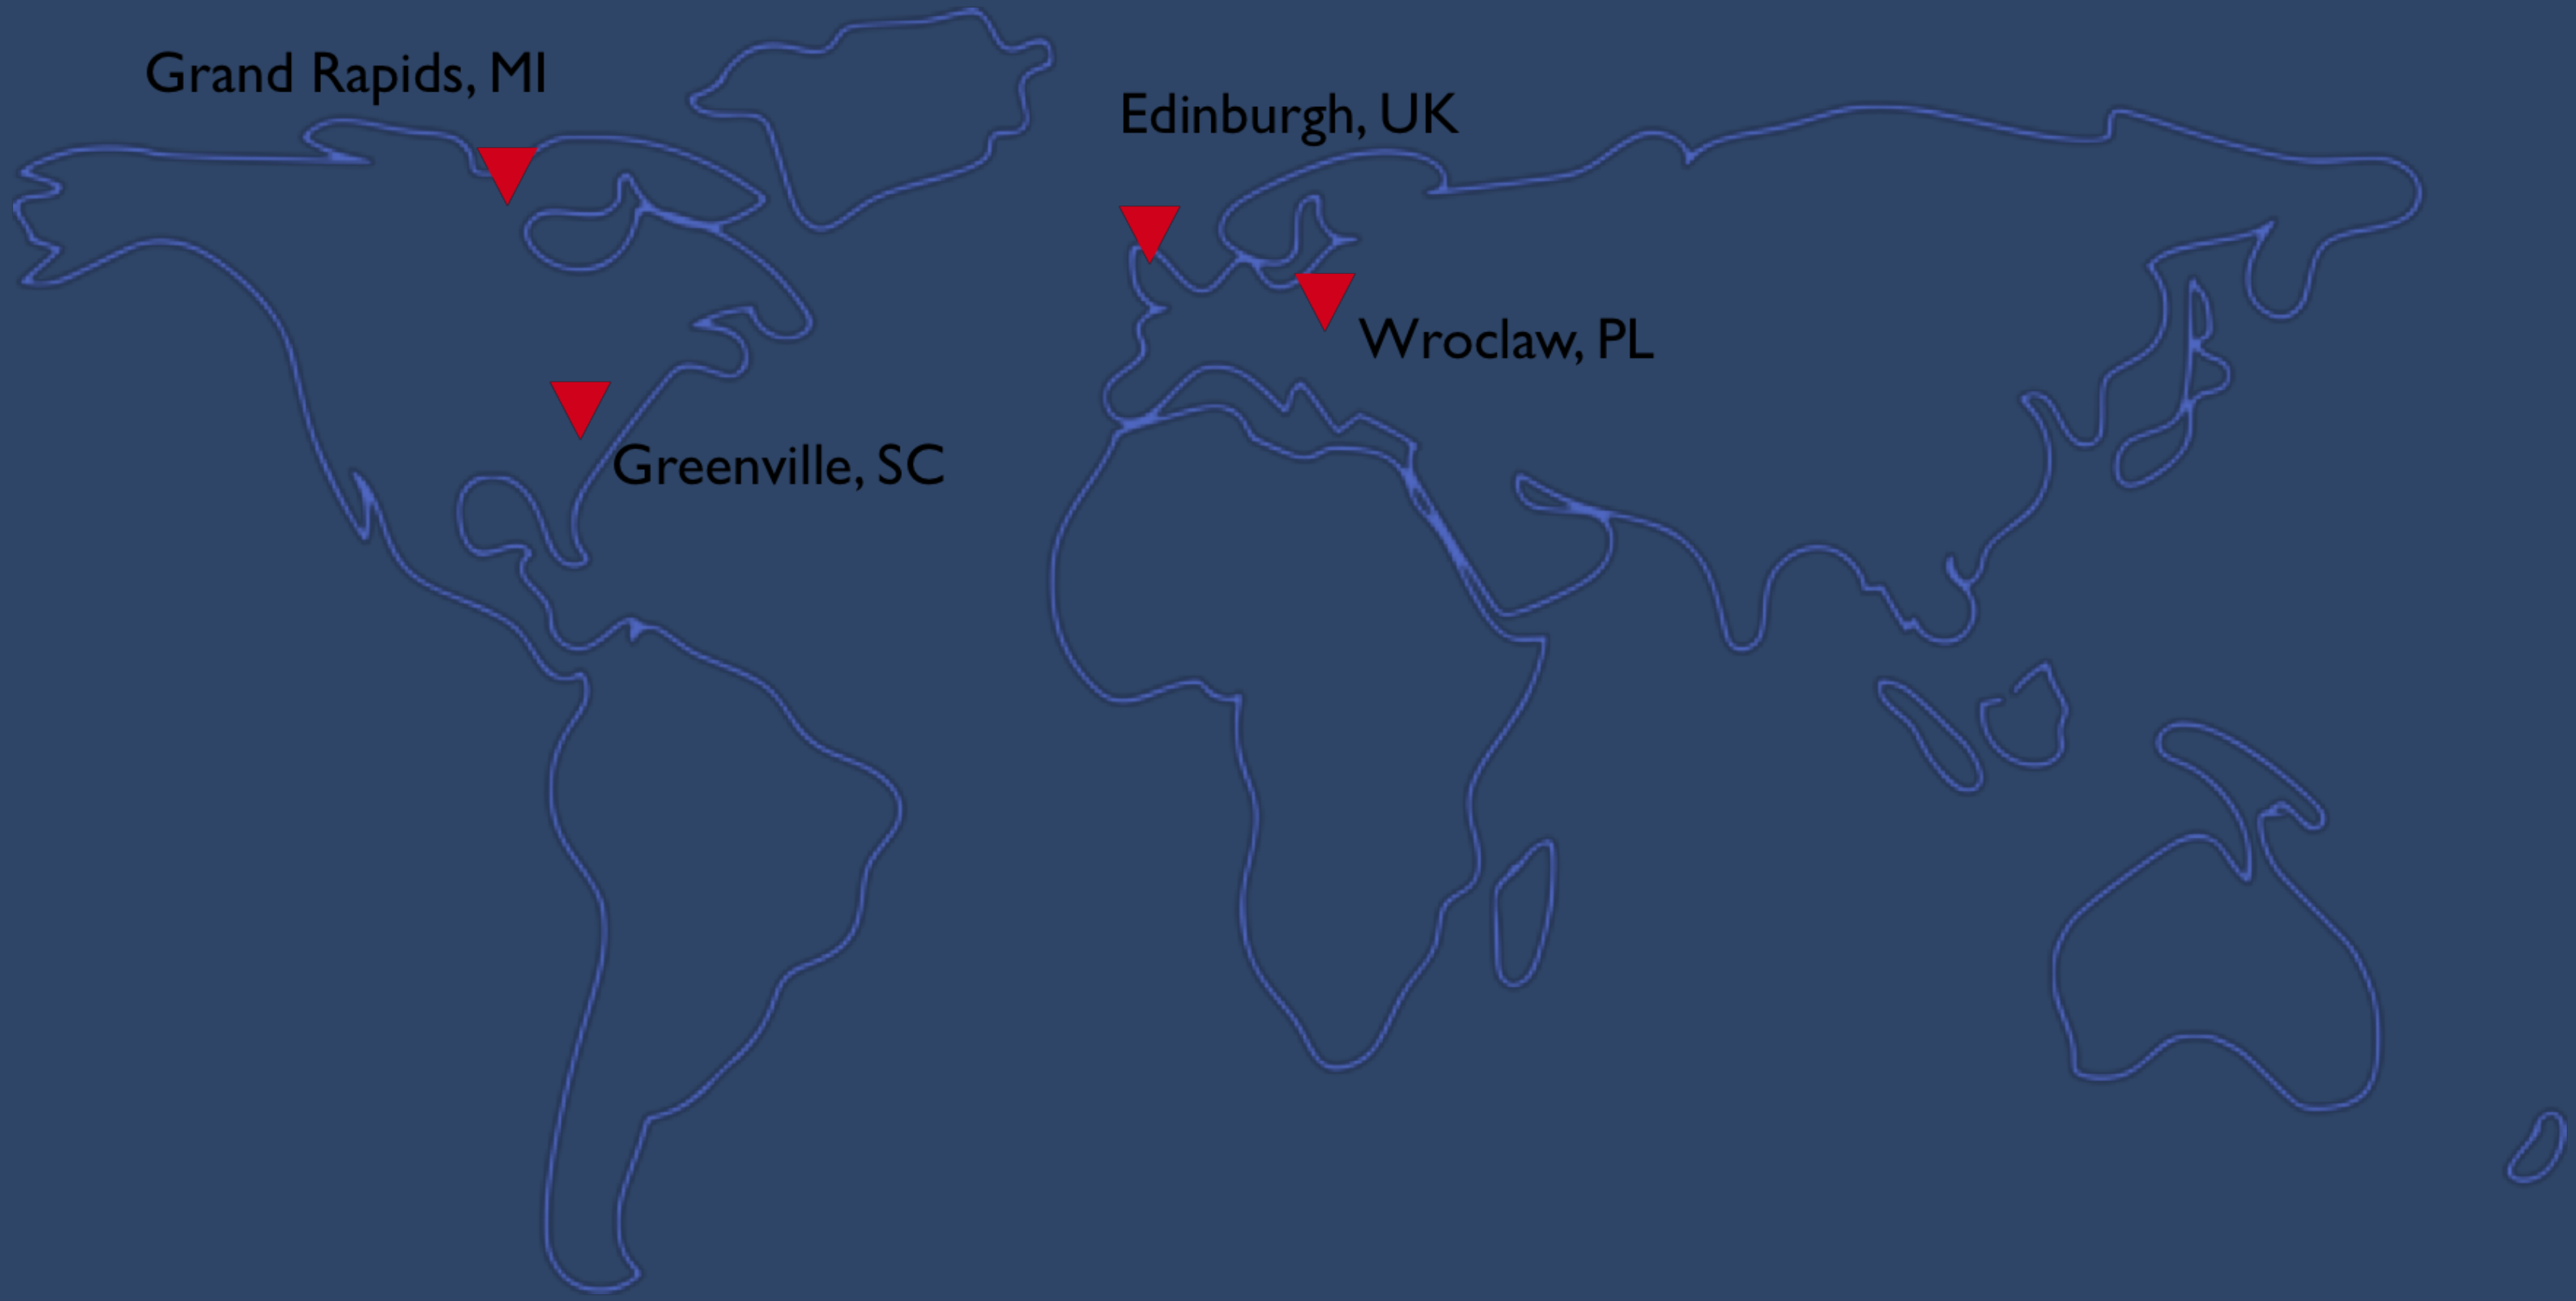 Grand Rapids, MI
Edinburgh, UK
Wroclaw, PL
Greenville, SC